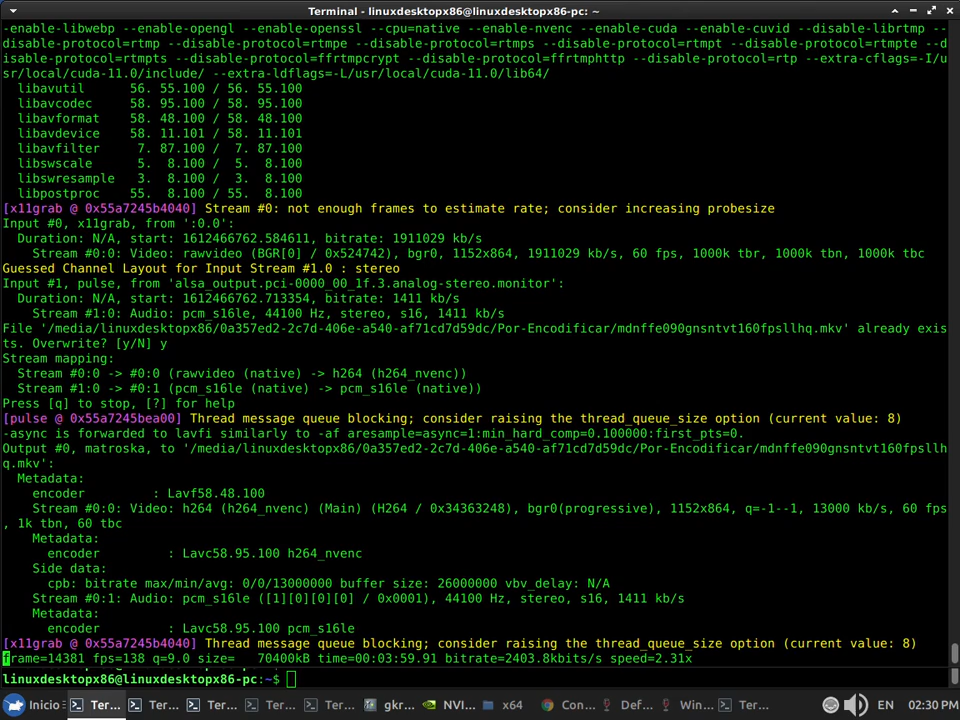 Terminal - linuxdesktopx86@linuxdesktopx86-pc: ~
-enable-libwebp --enable-opengl --enable-openssl --cpu=native --enable-nvenc --enable-cuda --enable-cuvid --disable-librtmp --
disable-protocol=rtmp --disable-protocol=rtmpe --disable-protocol=rtmps --disable-protocol=rtmpt --disable-protocol=rtmpte --d
isable-protocol=rtmpts --disable-protocol=ffrtmpcrypt --disable-protocol=ffrtmphttp --disable-protocol=rtp --extra-cflags=-I/u
sr/local/cuda-11.0/include/ --extra-ldflags=-L/usr/local/cuda-11.0/lib64/
libavutil      56. 55.100 / 56. 55.100
libavcodec     58. 95.100 / 58. 95.100
libavformat    58. 48.100 / 58. 48.100
libavdevice    58. 11.101 / 58. 11.101
libavfilter     7. 87.100 /  7. 87.100
libswscale      5.  8.100 /  5.  8.100
libswresample   3.  8.100 /  3.  8.100
libpostproc    55.  8.100 / 55.  8.100
[x11grab @ 0x55a7245b4040] Stream #0: not enough frames to estimate rate; consider increasing probesize
Input #0, x11grab, from ':0.0':
Duration: N/A, start: 1612466762.584611, bitrate: 1911029 kb/s
Stream #0:0: Video: rawvideo (BGR[0] / 0x524742), bgr0, 1152x864, 1911029 kb/s, 60 fps, 1000k tbr, 1000k tbn, 1000k tbc
Guessed Channel Layout for Input Stream #1.0 : stereo
Input #1, pulse, from 'alsa_output.pci-0000_00_1f.3.analog-stereo.monitor':
Duration: N/A, start: 1612466762.713354, bitrate: 1411 kb/s
Stream #1:0: Audio: pcm_s16le, 44100 Hz, stereo, s16, 1411 kb/s
File '/media/linuxdesktopx86/0a357ed2-2c7d-406e-a540-af71cd7d59dc/Por-Encodificar/mdnffe090gnsntvt160fpsllhq.mkv' already exis
ts. Overwrite? [y/N] y
Stream mapping:
Stream #0:0 -> #0:0 (rawvideo (native) -> h264 (h264_nvenc))
Stream #1:0 -> #0:1 (pcm_s16le (native) -> pcm_s16le (native))
Press [q] to stop, [?] for help
[pulse @ 0x55a7245bea00] Thread message queue blocking; consider raising the thread_queue_size option (current value: 8)
-async is forwarded to lavfi similarly to -af aresample=async=1:min_hard_comp=0.100000:first_pts=0.
Output #0, matroska, to '/media/linuxdesktopx86/0a357ed2-2c7d-406e-a540-af71cd7d59dc/Por-Encodificar/mdnffe090gnsntvt160fpsllh
q.mkv':
Metadata:
encoder         : Lavf58.48.100
Stream #0:0: Video: h264 (h264_nvenc) (Main) (H264 / 0x34363248), bgr0(progressive), 1152x864, q=-1--1, 13000 kb/s, 60 fps
, 1k tbn, 60 tbc
Metadata:
encoder         : Lavc58.95.100 h264_nvenc
Side data:
cpb: bitrate max/min/avg: 0/0/13000000 buffer size: 26000000 vbv_delay: N/A
Stream #0:1: Audio: pcm_s16le ([1][0][0][0] / 0x0001), 44100 Hz, stereo, s16, 1411 kb/s
Metadata:
encoder         : Lavc58.95.100 pcm_s16le
[x11grab @ 0x55a7245b4040] Thread message queue blocking; consider raising the thread_queue_size option (current value: 8)
frame=14381 fps=138 q=9.0 size=   70400kB time=00:03:59.91 bitrate=2403.8kbits/s speed=2.31x
linuxdesktopx86@linuxdesktopx86-pc:~$
Inicio Ter... Ter... Ter... Ter... Ter... gkr... NVI... x64 Con... Def... Win... Ter... EN 02:30 PM